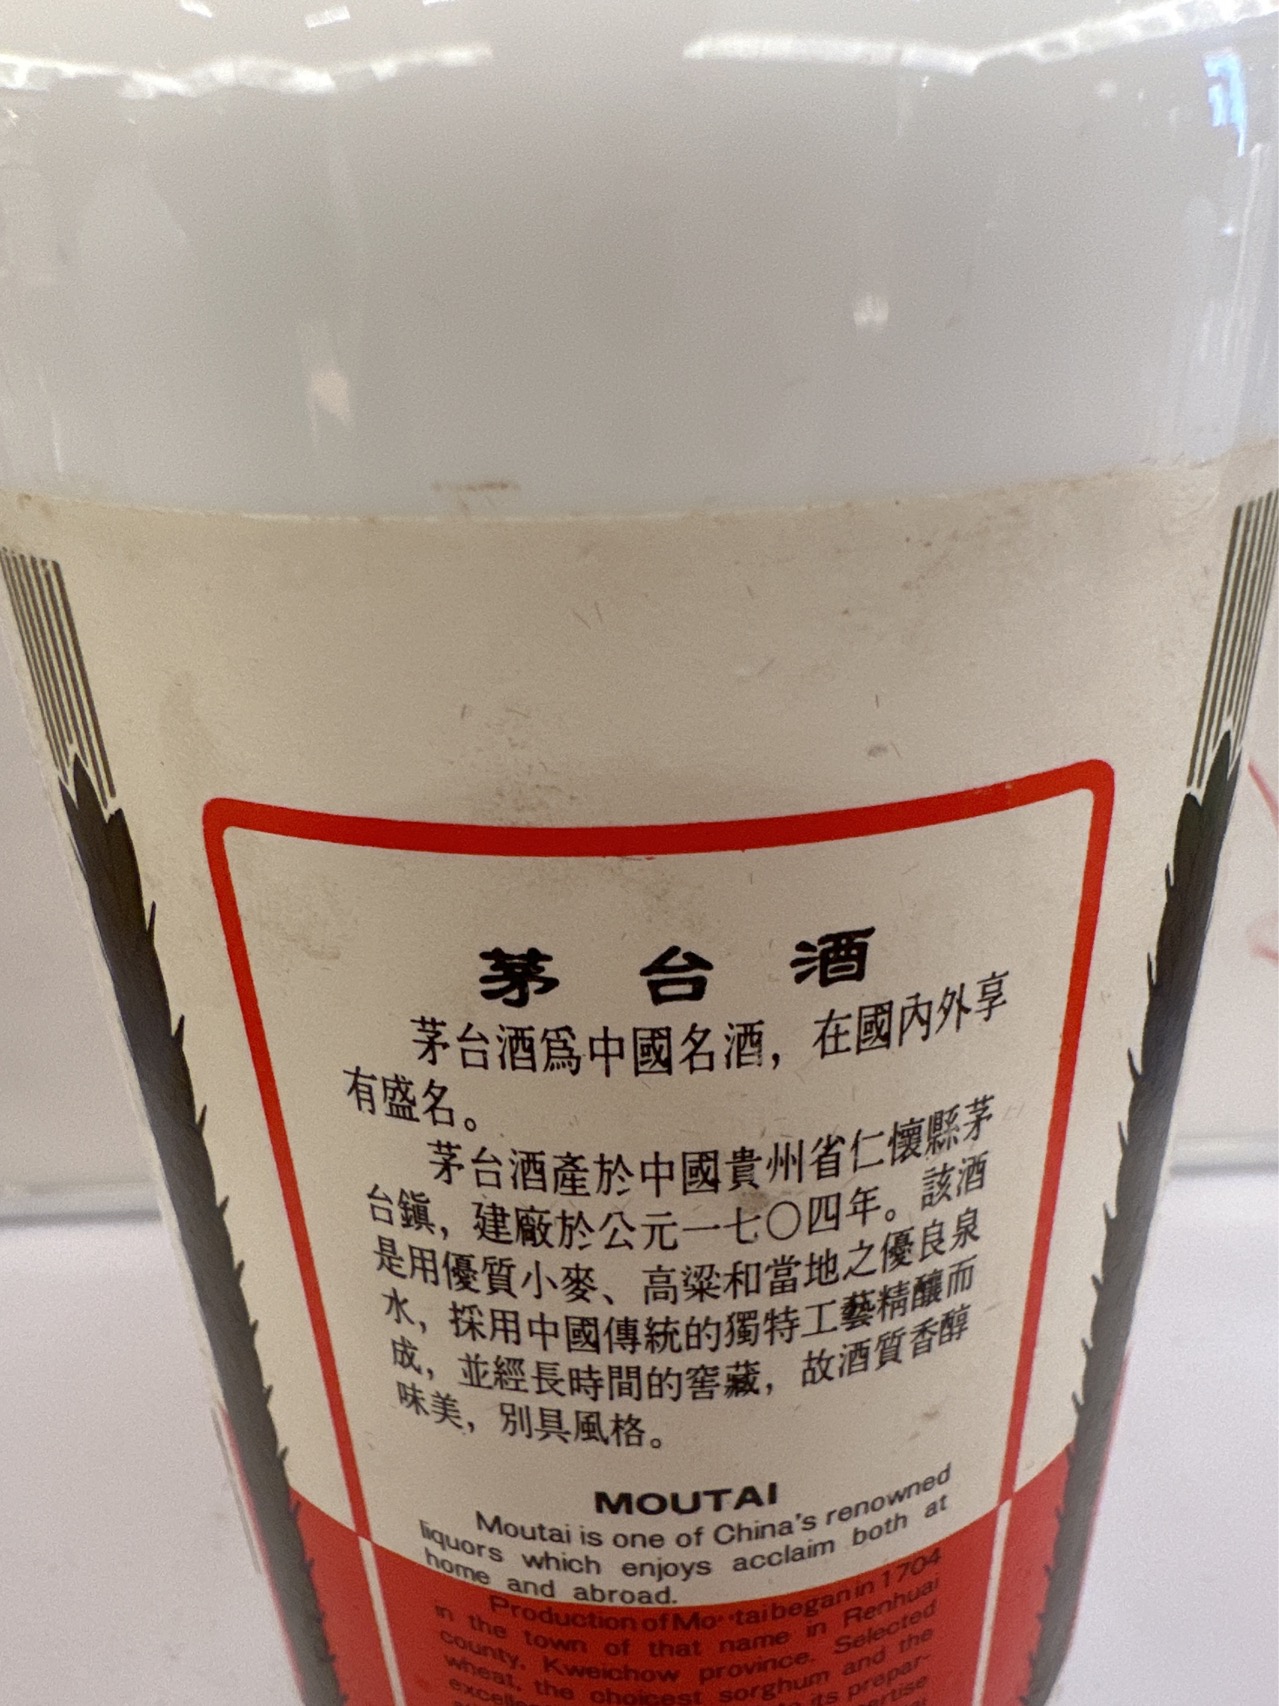 茅台酒
茅台酒爲中國名酒，在國內外享
有盛名。
茅台酒產於中國貴州省仁懷縣茅
台鎭，建廠於公元一七〇四年。該酒
是用優質小麥、高粱和當地之優良泉
水，採用中國傳統的獨特工藝精釀而
成，並經長時間的窖藏，故酒質香醇
味美，別具風格。
MOUTAI
Moutai is one of China's renowned
liquors which enjoys acclaim both at
home and abroad.
Production of Mo tai began in 1704
in the town of that name in Renhuai
county, Kweichow province. Selected
wheat, the choicest sorghum and the
its prepar-